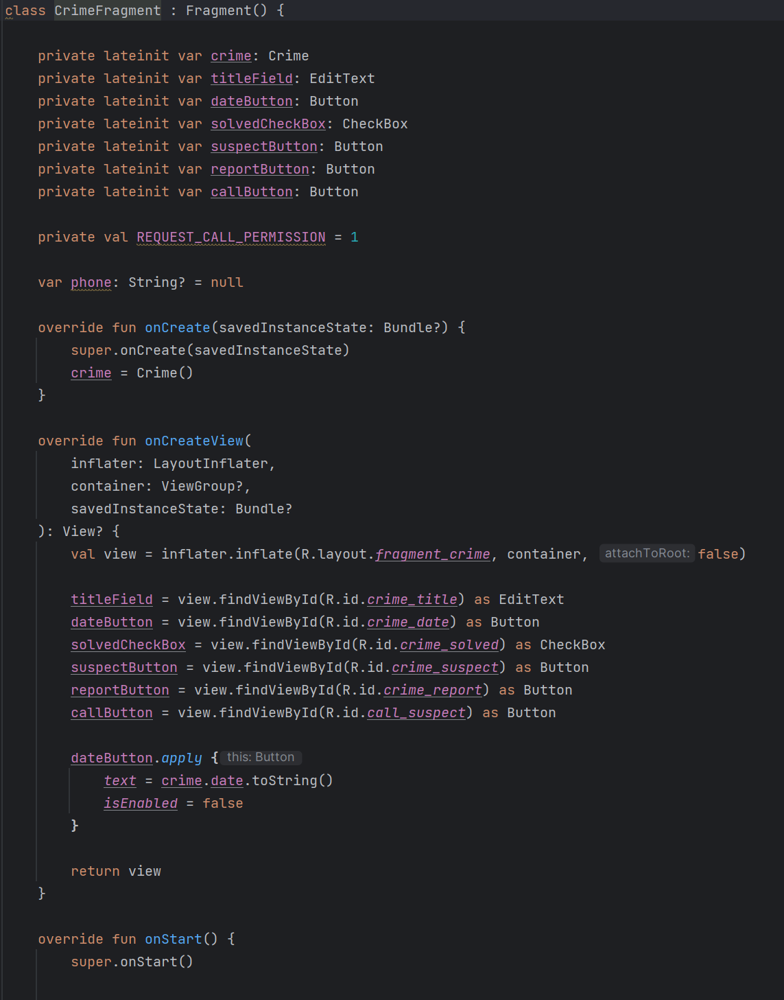 class CrimeFragment : Fragment() {
private lateinit var crime: Crime
private lateinit var titleField: EditText
private lateinit var dateButton: Button
private lateinit var solvedCheckBox: CheckBox
private lateinit var suspectButton: Button
private lateinit var reportButton: Button
private lateinit var callButton: Button
private val REQUEST_CALL_PERMISSION = 1
var phone: String? = null
override fun onCreate(savedInstanceState: Bundle?) {
super.onCreate(savedInstanceState)
crime = Crime()
}
override fun onCreateView(
inflater: LayoutInflater,
container: ViewGroup?,
savedInstanceState: Bundle?
): View? {
val view = inflater.inflate(R.layout.fragment_crime, container, attachToRoot: false)
titleField = view.findViewById(R.id.crime_title) as EditText
dateButton = view.findViewById(R.id.crime_date) as Button
solvedCheckBox = view.findViewById(R.id.crime_solved) as CheckBox
suspectButton = view.findViewById(R.id.crime_suspect) as Button
reportButton = view.findViewById(R.id.crime_report) as Button
callButton = view.findViewById(R.id.call_suspect) as Button
dateButton.apply { this: Button
text = crime.date.toString()
isEnabled = false
}
return view
}
override fun onStart() {
super.onStart()